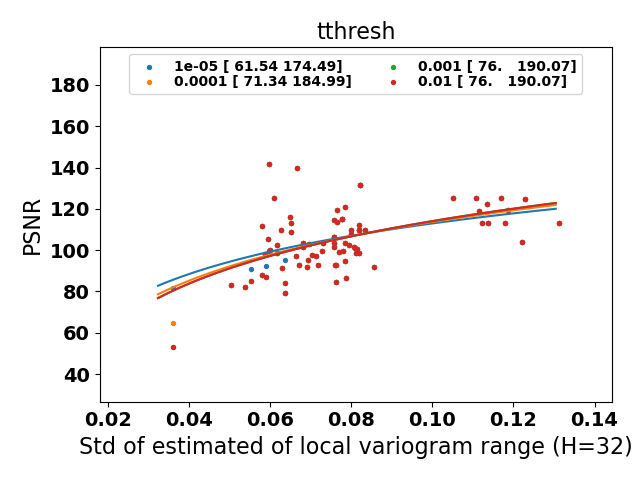 tthresh
1e-05 [ 61.54 174.49]
0.0001 [ 71.34 184.99]
0.001 [ 76.   190.07]
0.01 [ 76.   190.07]
PSNR
180
160
140
120
100
80
60
40
0.02 0.04 0.06 0.08 0.10 0.12 0.14
Std of estimated of local variogram range (H=32)